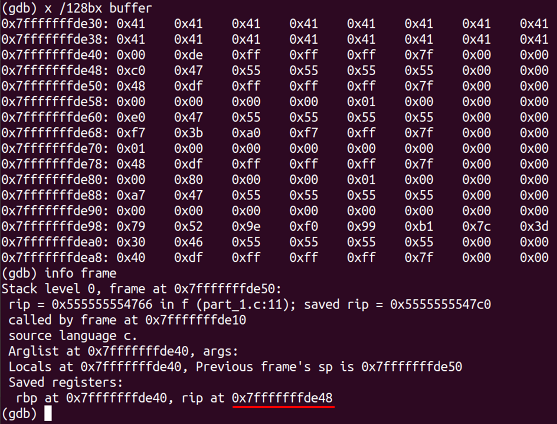 (gdb) x /128bx buffer
0x7fffffffde30: 0x41 0x41 0x41 0x41 0x41 0x41 0x41 0x41
0x7fffffffde38: 0x41 0x41 0x41 0x41 0x41 0x41 0x41 0x41
0x7fffffffde40: 0x00 0xde 0xff 0xff 0xff 0x7f 0x00 0x00
0x7fffffffde48: 0xc0 0x47 0x55 0x55 0x55 0x55 0x00 0x00
0x7fffffffde50: 0x48 0xdf 0xff 0xff 0xff 0x7f 0x00 0x00
0x7fffffffde58: 0x00 0x00 0x00 0x00 0x01 0x00 0x00 0x00
0x7fffffffde60: 0xe0 0x47 0x55 0x55 0x55 0x55 0x00 0x00
0x7fffffffde68: 0xf7 0x3b 0xa0 0xf7 0xff 0x7f 0x00 0x00
0x7fffffffde70: 0x01 0x00 0x00 0x00 0x00 0x00 0x00 0x00
0x7fffffffde78: 0x48 0xdf 0xff 0xff 0xff 0x7f 0x00 0x00
0x7fffffffde80: 0x00 0x80 0x00 0x00 0x01 0x00 0x00 0x00
0x7fffffffde88: 0xa7 0x47 0x55 0x55 0x55 0x55 0x00 0x00
0x7fffffffde90: 0x00 0x00 0x00 0x00 0x00 0x00 0x00 0x00
0x7fffffffde98: 0x79 0x52 0x9e 0xf0 0x99 0xb1 0x7c 0x3d
0x7fffffffdea0: 0x30 0x46 0x55 0x55 0x55 0x55 0x00 0x00
0x7fffffffdea8: 0x40 0xdf 0xff 0xff 0xff 0x7f 0x00 0x00
(gdb) info frame
Stack level 0, frame at 0x7fffffffde50:
rip = 0x555555554766 in f (part_1.c:11); saved rip = 0x5555555547c0
called by frame at 0x7fffffffde10
source language c.
Arglist at 0x7fffffffde40, args:
Locals at 0x7fffffffde40, Previous frame's sp is 0x7fffffffde50
Saved registers:
rbp at 0x7fffffffde40, rip at 0x7fffffffde48
(gdb)